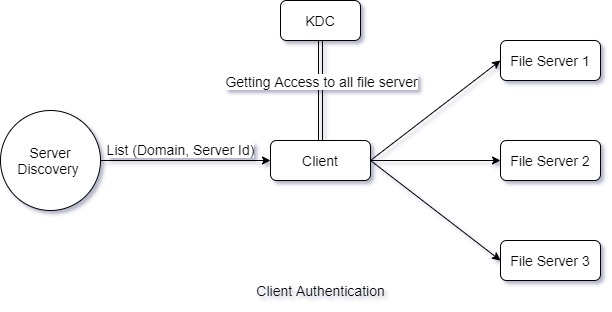 KDC
Getting Access to all file server
File Server 1
Server
Discovery
List (Domain, Server Id)
Client
File Server 2
File Server 3
Client Authentication